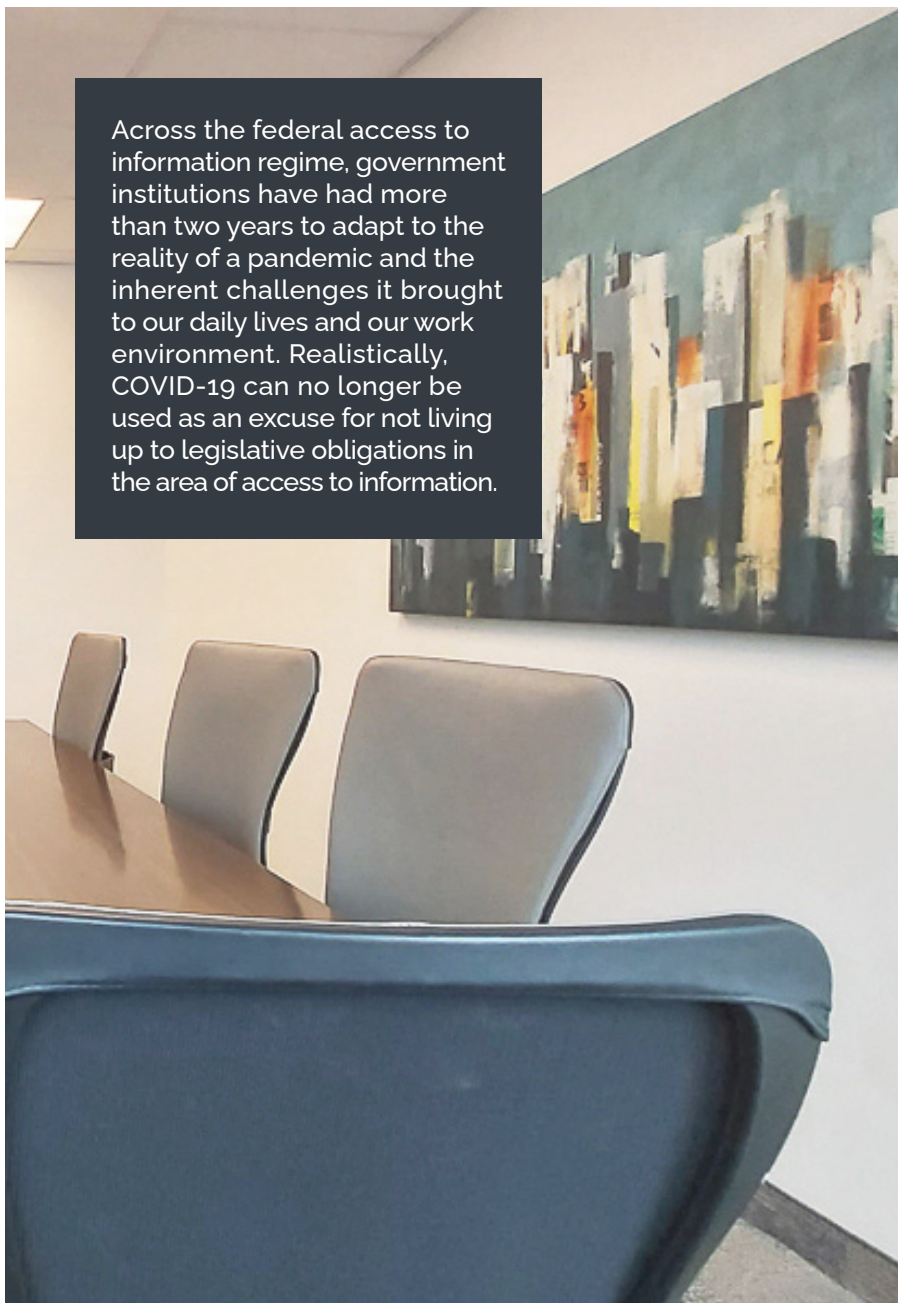 Across the federal access to
information regime, government
institutions have had more
than two years to adapt to the
reality of a pandemic and the
inherent challenges it brought
to our daily lives and our work
environment. Realistically,
COVID-19 can no longer be
used as an excuse for not living
up to legislative obligations in
the area of access to information.